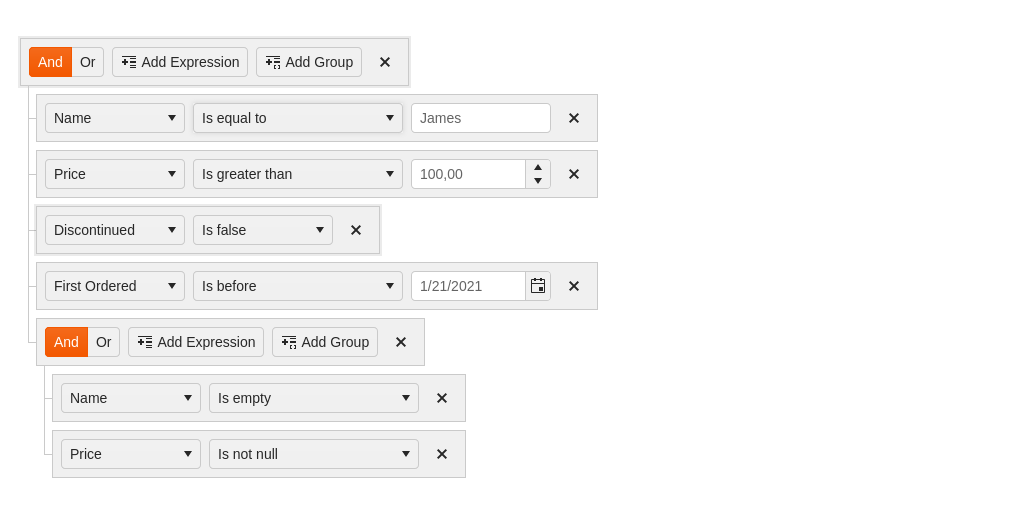 And Or Add Expression Add Group
Name Is equal to James
Price Is greater than 100,00
Discontinued Is false
First Ordered Is before 1/21/2021
And Or Add Expression Add Group
Name Is empty
Price Is not null